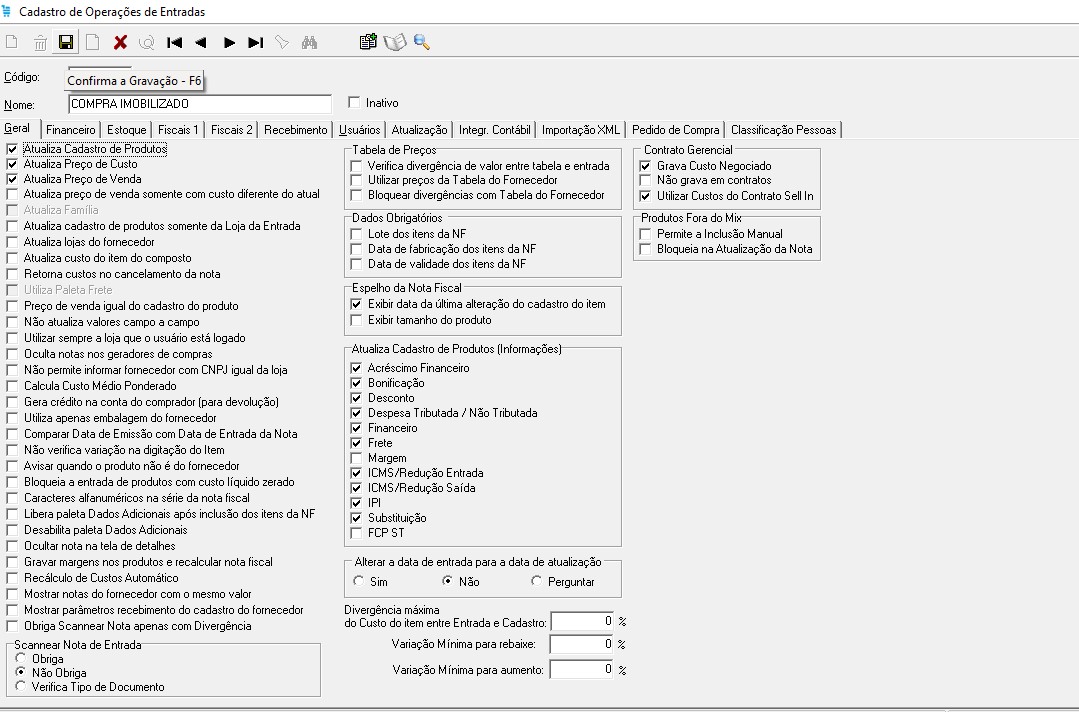 Cadastro de Operações de Entradas
Código:
Confirma a Gravação - F6
Nome:
COMPRA IMOBILIZADO
Inativo
Geral
Financeiro
Estoque
Fiscais 1
Fiscais 2
Recebimento
Usuários
Atualização
Integr. Contábil
Importação XML
Pedido de Compra
Classificação Pessoas
Atualiza Cadastro de Produtos
Atualiza Preço de Custo
Atualiza Preço de Venda
Atualiza preço de venda somente com custo diferente do atual
Atualiza Família
Atualiza cadastro de produtos somente da Loja da Entrada
Atualiza lojas do fornecedor
Atualiza custo do item do composto
Retorna custos no cancelamento da nota
Utiliza Paleta Frete
Preço de venda igual do cadastro do produto
Não atualiza valores campo a campo
Utilizar sempre a loja que o usuário está logado
Oculta notas nos geradores de compras
Não permite informar fornecedor com CNPJ igual da loja
Calcula Custo Médio Ponderado
Gera crédito na conta do comprador (para devolução)
Utiliza apenas embalagem do fornecedor
Comparar Data de Emissão com Data de Entrada da Nota
Não verifica variação na digitação do Item
Avisar quando o produto não é do fornecedor
Bloqueia a entrada de produtos com custo líquido zerado
Caracteres alfanuméricos na série da nota fiscal
Libera paleta Dados Adicionais após inclusão dos itens da NF
Desabilita paleta Dados Adicionais
Ocultar nota na tela de detalhes
Gravar margens nos produtos e recalcular nota fiscal
Recálculo de Custos Automático
Mostrar notas do fornecedor com o mesmo valor
Mostrar parâmetros recebimento do cadastro do fornecedor
Obriga Scannear Nota apenas com Divergência
Scannear Nota de Entrada
Obriga
Não Obriga
Verifica Tipo de Documento
Tabela de Preços
Verifica divergência de valor entre tabela e entrada
Utilizar preços da Tabela do Fornecedor
Bloquear divergências com Tabela do Fornecedor
Dados Obrigatórios
Lote dos itens da NF
Data de fabricação dos itens da NF
Data de validade dos itens da NF
Espelho da Nota Fiscal
Exibir data da última alteração do cadastro do item
Exibir tamanho do produto
Atualiza Cadastro de Produtos (Informações)
Acréscimo Financeiro
Bonificação
Desconto
Despesa Tributada / Não Tributada
Financeiro
Frete
Margem
ICMS/Redução Entrada
ICMS/Redução Saída
IPI
Substituição
FCP ST
Alterar a data de entrada para a data de atualização
Sim
Não
Perguntar
Divergência máxima
do Custo do item entre Entrada e Cadastro: 0 %
Variação Mínima para rebaixe: 0 %
Variação Mínima para aumento: 0 %
Contrato Gerencial
Grava Custo Negociado
Não grava em contratos
Utilizar Custos do Contrato Sell In
Produtos Fora do Mix
Permite a Inclusão Manual
Bloqueia na Atualização da Nota